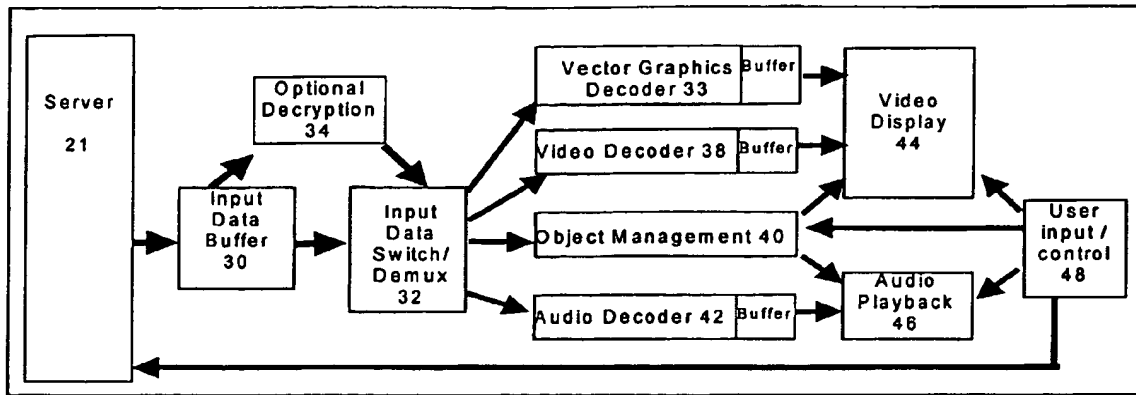 Server
21
Optional
Decryption
34
Input
Data
Buffer
30
Input
Data
Switch/
Demux
32
Vector Graphics
Decoder 33
Buffer
Video Decoder 38
Buffer
Object Management 40
Audio Decoder 42
Buffer
Video
Display
44
Audio
Playback
46
User
input /
control
48